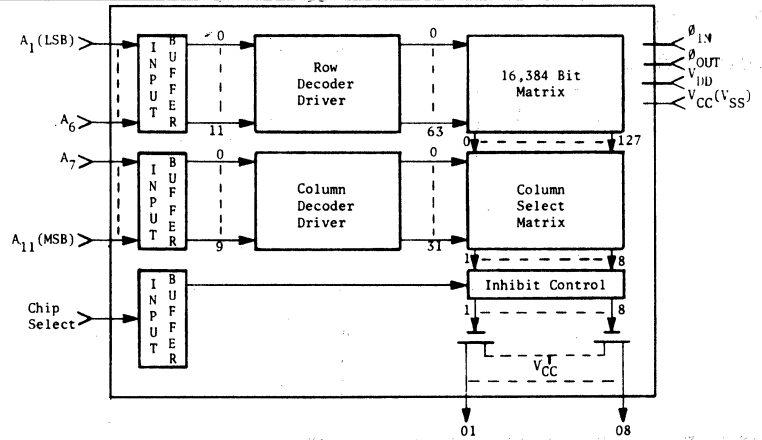 A1(LSB)
A6
A7
A11(MSB)
Chip
Select
INPUT
BUFFER
0
11
Row
Decoder
Driver
0
63
16,384 Bit
Matrix
0
127
ØIN
ØOUT
VDD
VCC(VSS)
INPUT
BUFFER
0
9
Column
Decoder
Driver
0
31
Column
Select
Matrix
1
8
INPUT
BUFFER
Inhibit Control
1
8
VCC
01
08